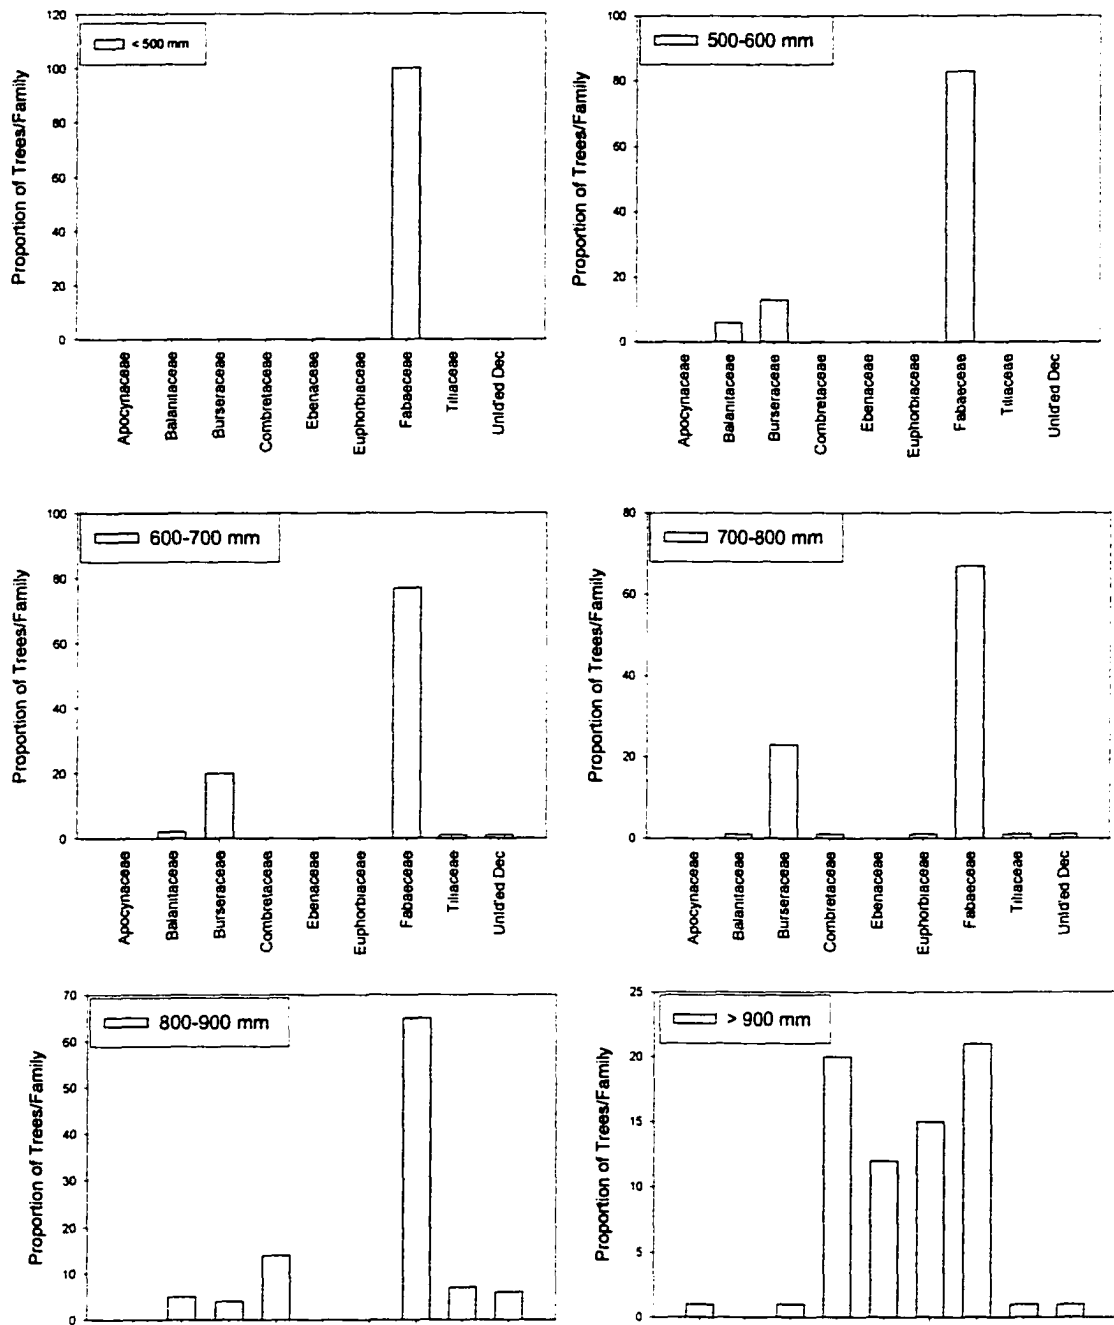 < 500 mm
Proportion of Trees/Family
120
100
80
60
40
20
0
Apocynaceae
Balanitaceae
Burseraceae
Combretaceae
Ebenaceae
Euphorbiaceae
Fabaeceae
Tiliaceae
Unid'ed Dec
500-600 mm
Proportion of Trees/Family
100
80
60
40
20
0
Apocynaceae
Balanitaceae
Burseraceae
Combretaceae
Ebenaceae
Euphorbiaceae
Fabaeceae
Tiliaceae
Unid'ed Dec
600-700 mm
Proportion of Trees/Family
100
80
60
40
20
0
Apocynaceae
Balanitaceae
Burseraceae
Combretaceae
Ebenaceae
Euphorbiaceae
Fabaeceae
Tiliaceae
Unid'ed Dec
700-800 mm
Proportion of Trees/Family
80
60
40
20
0
Apocynaceae
Balanitaceae
Burseraceae
Combretaceae
Ebenaceae
Euphorbiaceae
Fabaeceae
Tiliaceae
Unid'ed Dec
800-900 mm
Proportion of Trees/Family
70
60
50
40
30
20
10
0
> 900 mm
Proportion of Trees/Family
25
20
15
10
5
0